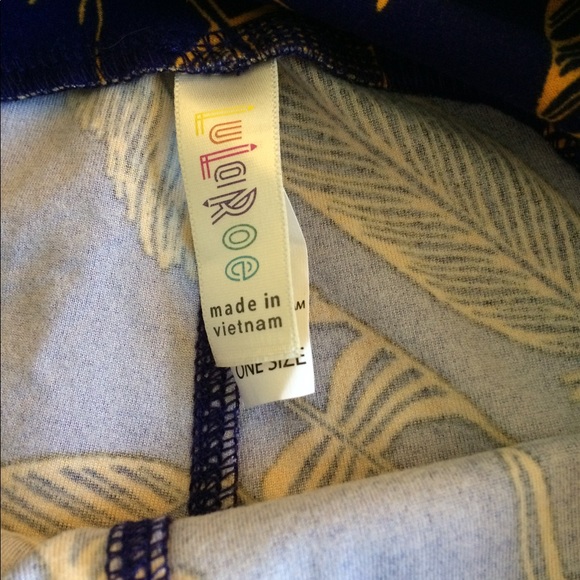 LuLaRoe
made in
vietnam
M
ONE SIZE